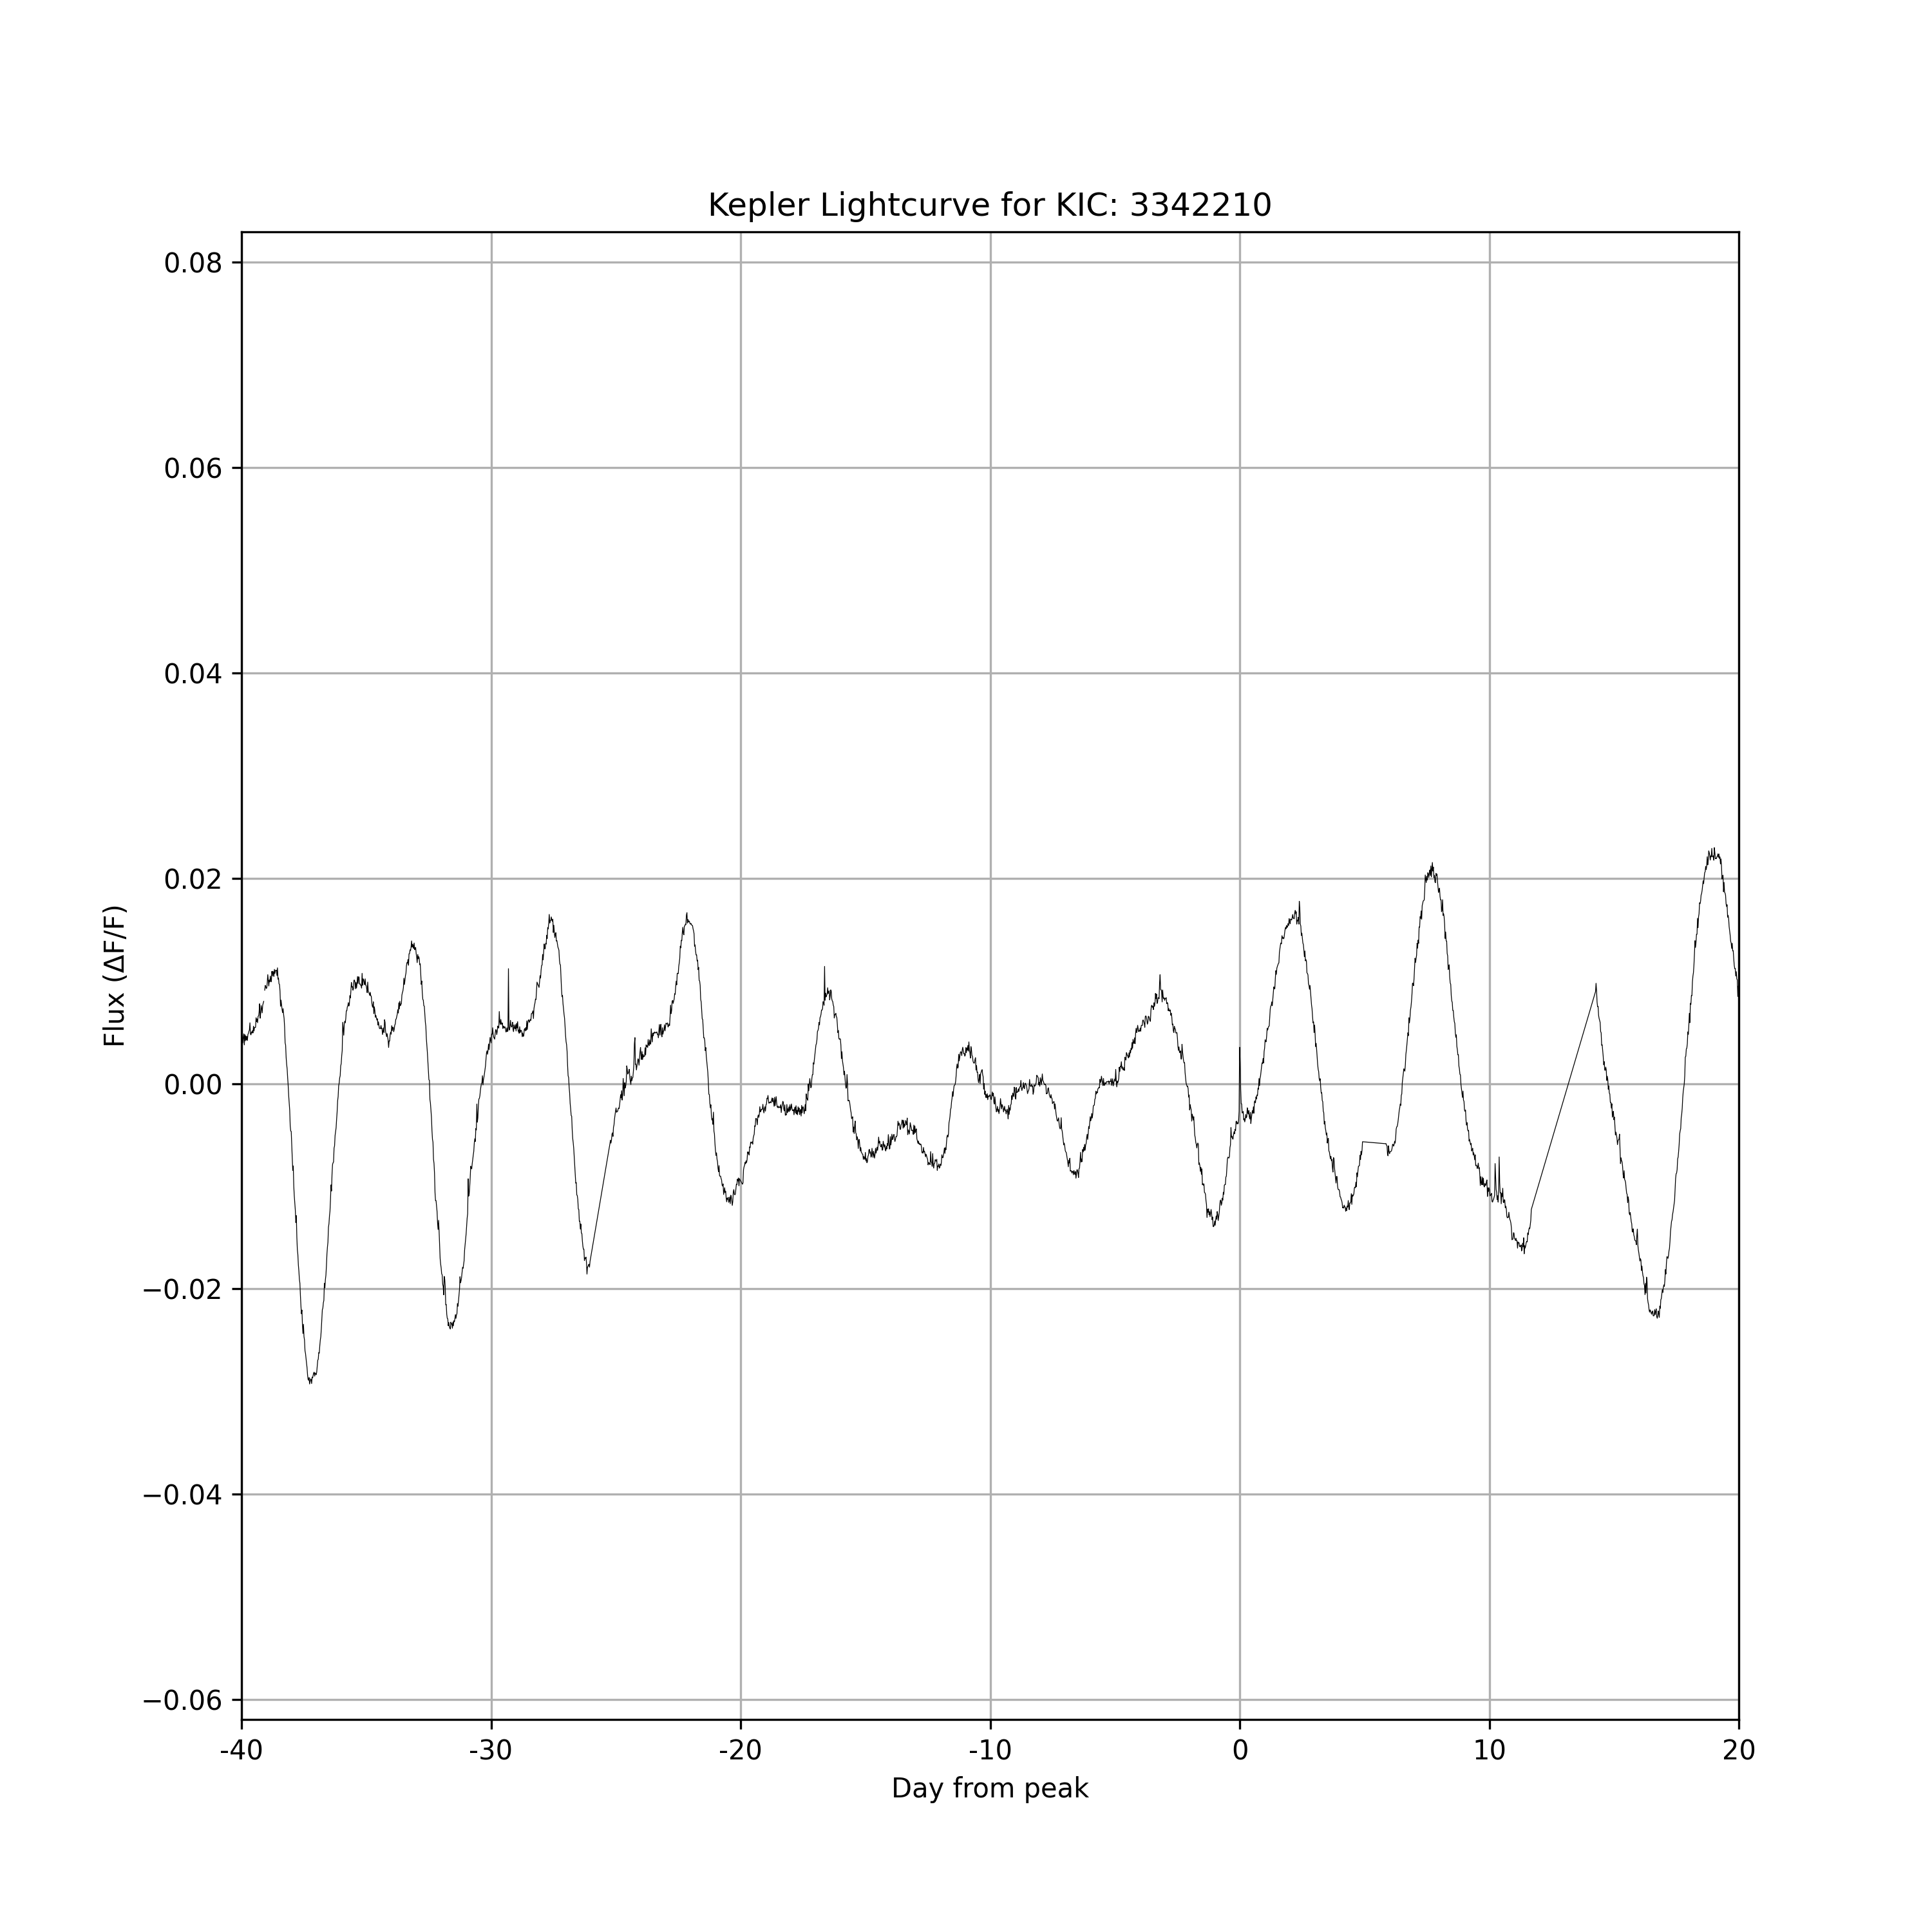 Kepler Lightcurve for KIC: 3342210
0.08
0.06
0.04
0.02
0.00
−0.02
−0.04
−0.06
Flux (ΔF/F)
-40 -30 -20 -10 0 10 20
Day from peak